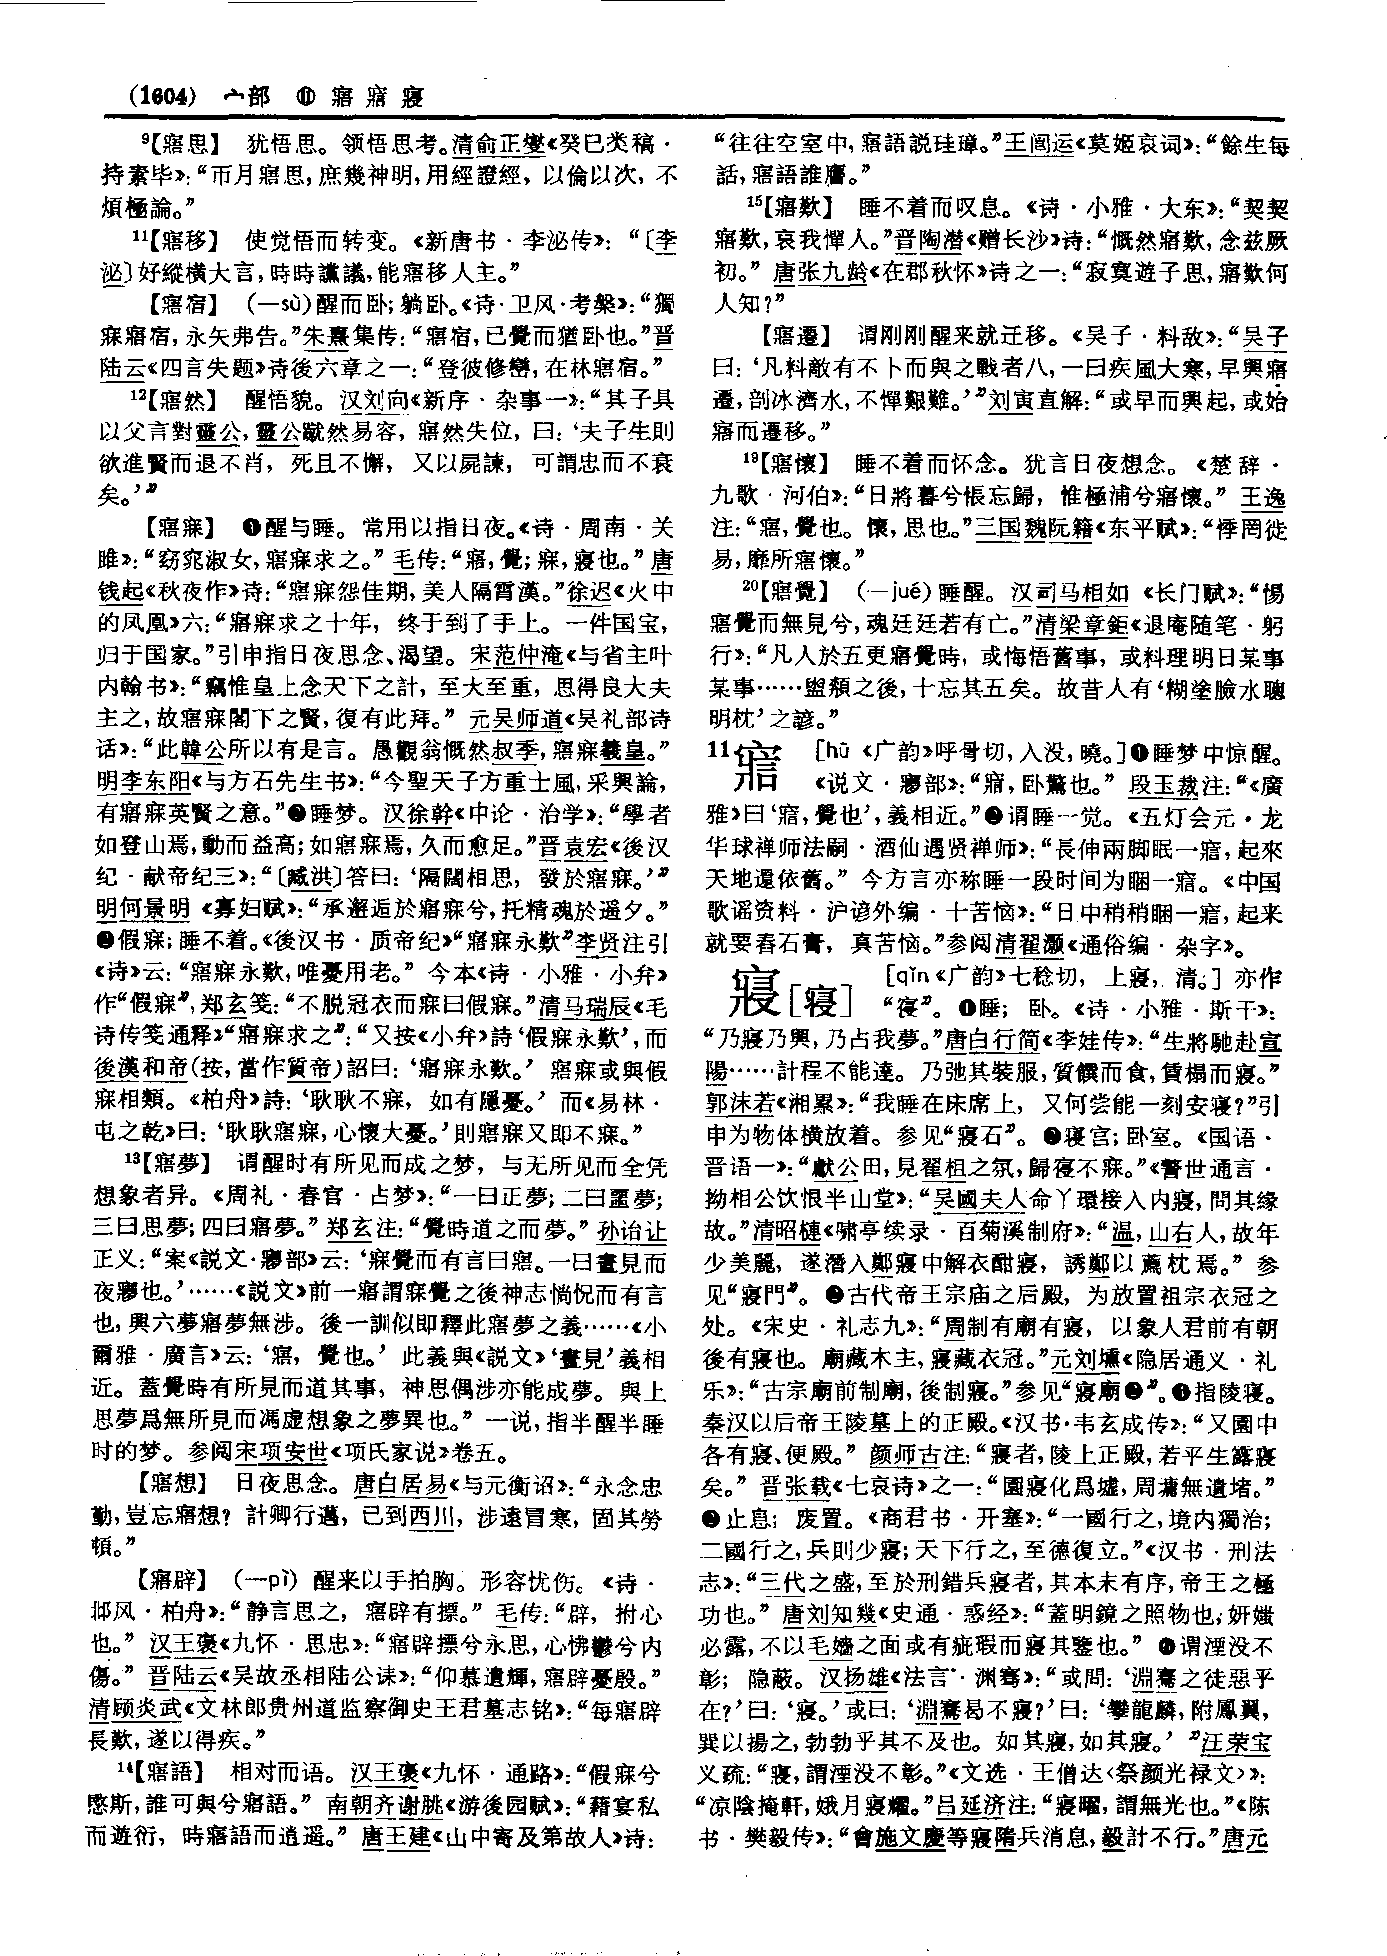 (1604) 宀部 ⑪ 寤 㾛 寢
⁹【寤思】 犹悟思。领悟思考。清俞正燮《癸巳类稿·
持素毕》：“而月寤思，庶幾神明，用經證經，以倫以次，不
煩極論。”
¹¹【寤移】 使觉悟而转变。《新唐书·李泌传》：“〔李
泌〕好縱橫大言，時時讜議，能寤移人主。”
【寤宿】 （—sù）醒而卧；躺卧。《诗·卫风·考槃》：“獨
寐寤宿，永矢弗告。”朱熹集传：“寤宿，已覺而猶卧也。”晋
陆云《四言失题》诗後六章之一：“登彼修巒，在林寤宿。”
¹²【寤然】 醒悟貌。汉刘向《新序·杂事一》：“其子具
以父言對靈公，靈公蹴然易容，寤然失位，曰：‘夫子生則
欲進賢而退不肖，死且不懈，又以屍諫，可謂忠而不衰
矣。’”
【寤寐】 ❶醒与睡。常用以指日夜。《诗·周南·关
雎》：“窈窕淑女，寤寐求之。”毛传：“寤，覺；寐，寝也。”唐
钱起《秋夜作》诗：“寤寐怨佳期，美人隔霄漢。”徐迟《火中
的凤凰》六：“寤寐求之十年，终于到了手上。一件国宝，
归于国家。”引申指日夜思念、渴望。宋范仲淹《与省主叶
内翰书》：“竊惟皇上念天下之計，至大至重，思得良大夫
主之，故寤寐閣下之賢，復有此拜。”元吴师道《吴礼部诗
话》：“此韓公所以有是言。愚觀翁慨然叔季，寤寐羲皇。”
明李东阳《与方石先生书》：“今聖天子方重士風，采輿論，
有寤寐英賢之意。”❷睡梦。汉徐幹《中论·治学》：“學者
如登山焉，動而益高；如寤寐焉，久而愈足。”晋袁宏《後汉
纪·献帝纪三》：“〔臧洪〕答曰：‘隔闊相思，發於寤寐。’”
明何景明《寡妇赋》：“承邂逅於寤寐兮，托精魂於遥夕。”
❸假寐；睡不着。《後汉书·质帝纪》“寤寐永歎”李贤注引
《诗》云：“寤寐永歎，唯憂用老。”今本《诗·小雅·小弁》
作“假寐”，郑玄笺：“不脱冠衣而寐曰假寐。”清马瑞辰《毛
诗传笺通释》“寤寐求之”：“又按《小弁》詩‘假寐永歎’，而
後漢和帝（按，當作質帝）詔曰：‘寤寐永歎。’寤寐或與假
寐相類。《柏舟》詩：‘耿耿不寐，如有隱憂。’而《易林·
屯之乾》曰：‘耿耿寤寐，心懷大憂。’則寤寐又即不寐。”
¹³【寤夢】 谓醒时有所见而成之梦，与无所见而全凭
想象者异。《周礼·春官·占梦》：“一曰正夢；二曰噩夢；
三曰思夢；四曰寤夢。”郑玄注：“覺時道之而夢。”孙诒让
正义：“案《説文·㝱部》云：‘寐覺而有言曰寤。一曰晝見而
夜㝱也。’……《説文》前一寤謂寐覺之後神志惝怳而有言
也，與六夢寤夢無涉。後一訓似即釋此寤夢之義……《小
爾雅·廣言》云：‘寤，覺也。’此義與《説文》‘晝見’義相
近。蓋覺時有所見而道其事，神思偶涉亦能成夢。與上
思夢爲無所見而馮虚想象之夢異也。”一说，指半醒半睡
时的梦。参阅宋项安世《项氏家说》卷五。
【寤想】 日夜思念。唐白居易《与元衡诏》：“永念忠
勤，豈忘寤想？計卿行邁，已到西川，涉遠冒寒，固其勞
頓。”
【寤辟】 （—pǐ）醒来以手拍胸。形容忧伤。《诗·
邶风·柏舟》：“静言思之，寤辟有摽。”毛传：“辟，拊心
也。”汉王褒《九怀·思忠》：“寤辟摽兮永思，心怫鬱兮内
傷。”晋陆云《吴故丞相陆公诔》：“仰慕遺輝，寤辟憂殷。”
清顾炎武《文林郎贵州道监察御史王君墓志铭》：“每寤辟
長歎，遂以得疾。”
¹⁴【寤語】 相对而语。汉王褒《九怀·通路》：“假寐兮
愍斯，誰可與兮寤語。”南朝齐谢朓《游後园赋》：“藉宴私
而遊衍，時寤語而逍遥。”唐王建《山中寄及第故人》诗：
“往往空室中，寤語説珪璋。”王闿运《莫姬哀词》：“餘生每
話，寤語誰譍。”
¹⁵【寤歎】 睡不着而叹息。《诗·小雅·大东》：“契契
寤歎，哀我憚人。”晋陶潜《赠长沙》诗：“慨然寤歎，念兹厥
初。”唐张九龄《在郡秋怀》诗之一：“寂寞遊子思，寤歎何
人知？”
【寤遷】 谓刚刚醒来就迁移。《吴子·料敌》：“吴子
曰：‘凡料敵有不卜而與之戰者八，一曰疾風大寒，早興寤
遷，剖冰濟水，不憚艱難。’”刘寅直解：“或早而興起，或始
寤而遷移。”
¹⁹【寤懷】 睡不着而怀念。犹言日夜想念。《楚辞·
九歌·河伯》：“日將暮兮悵忘歸，惟極浦兮寤懷。”王逸
注：“寤，覺也。懷，思也。”三国魏阮籍《东平赋》：“悸罔徙
易，靡所寤懷。”
²⁰【寤覺】 （—jué）睡醒。汉司马相如《长门赋》：“惕
寤覺而無見兮，魂廷廷若有亡。”清梁章鉅《退庵随笔·躬
行》：“凡人於五更寤覺時，或悔悟舊事，或料理明日某事
某事……盥頮之後，十忘其五矣。故昔人有‘糊塗臉水聰
明枕’之諺。”
11㾛 ［hū 《广韵》呼骨切，入没，曉。］❶睡梦中惊醒。
《说文·㝱部》：“㾛，卧驚也。”段玉裁注：“《廣
雅》曰‘㾛，覺也’，義相近。”❷谓睡一觉。《五灯会元·龙
华球禅师法嗣·酒仙遇贤禅师》：“長伸兩脚眠一㾛，起來
天地還依舊。”今方言亦称睡一段时间为睏一㾛。《中国
歌谣资料·沪谚外编·十苦恼》：“日中稍稍睏一㾛，起来
就要舂石膏，真苦恼。”参阅清翟灏《通俗编·杂字》。
寢［寝］ ［qǐn《广韵》七稔切，上寝，清。］亦作
“寑”。❶睡；卧。《诗·小雅·斯干》：
“乃寢乃興，乃占我夢。”唐白行简《李娃传》：“生將馳赴宣
陽……計程不能達。乃弛其裝服，質饌而食，賃榻而寢。”
郭沫若《湘累》：“我睡在床席上，又何尝能一刻安寝？”引
申为物体横放着。参见“寢石”。❷寝宫；卧室。《国语·
晋语一》：“獻公田，見翟柤之氛，歸寑不寐。”《警世通言·
拗相公饮恨半山堂》：“吴國夫人命丫環接入内寢，問其缘
故。”清昭槤《啸亭续录·百菊溪制府》：“温，山右人，故年
少美麗，遂潛入鄭寢中解衣酣寢，誘鄭以薦枕焉。”参
见“寢門”。❸古代帝王宗庙之后殿，为放置祖宗衣冠之
处。《宋史·礼志九》：“周制有廟有寢，以象人君前有朝
後有寢也。廟藏木主，寢藏衣冠。”元刘壎《隐居通义·礼
乐》：“古宗廟前制廟，後制寢。”参见“寢廟❷”。❹指陵寝。
秦汉以后帝王陵墓上的正殿。《汉书·韦玄成传》：“又園中
各有寢、便殿。”颜师古注：“寢者，陵上正殿，若平生露寢
矣。”晋张载《七哀诗》之一：“園寢化爲墟，周墉無遺堵。”
❺止息；废置。《商君书·开塞》：“一國行之，境内獨治；
二國行之，兵則少寢；天下行之，至德復立。”《汉书·刑法
志》：“三代之盛，至於刑錯兵寢者，其本末有序，帝王之極
功也。”唐刘知幾《史通·惑经》：“蓋明鏡之照物也，妍媸
必露，不以毛嬙之面或有疵瑕而寢其鑒也。”❻谓湮没不
彰；隐蔽。汉扬雄《法言·渊骞》：“或問：‘淵騫之徒惡乎
在？’曰：‘寢。’或曰：‘淵騫曷不寢？’曰：‘攀龍麟，附鳳翼，
巽以揚之，勃勃乎其不及也。如其寢，如其寢。’”汪荣宝
义疏：“寢，謂湮没不彰。”《文选·王僧达〈祭颜光禄文〉》：
“凉陰掩軒，娥月寢耀。”吕延济注：“寢曜，謂無光也。”《陈
书·樊毅传》：“會施文慶等寢隋兵消息，毅計不行。”唐元